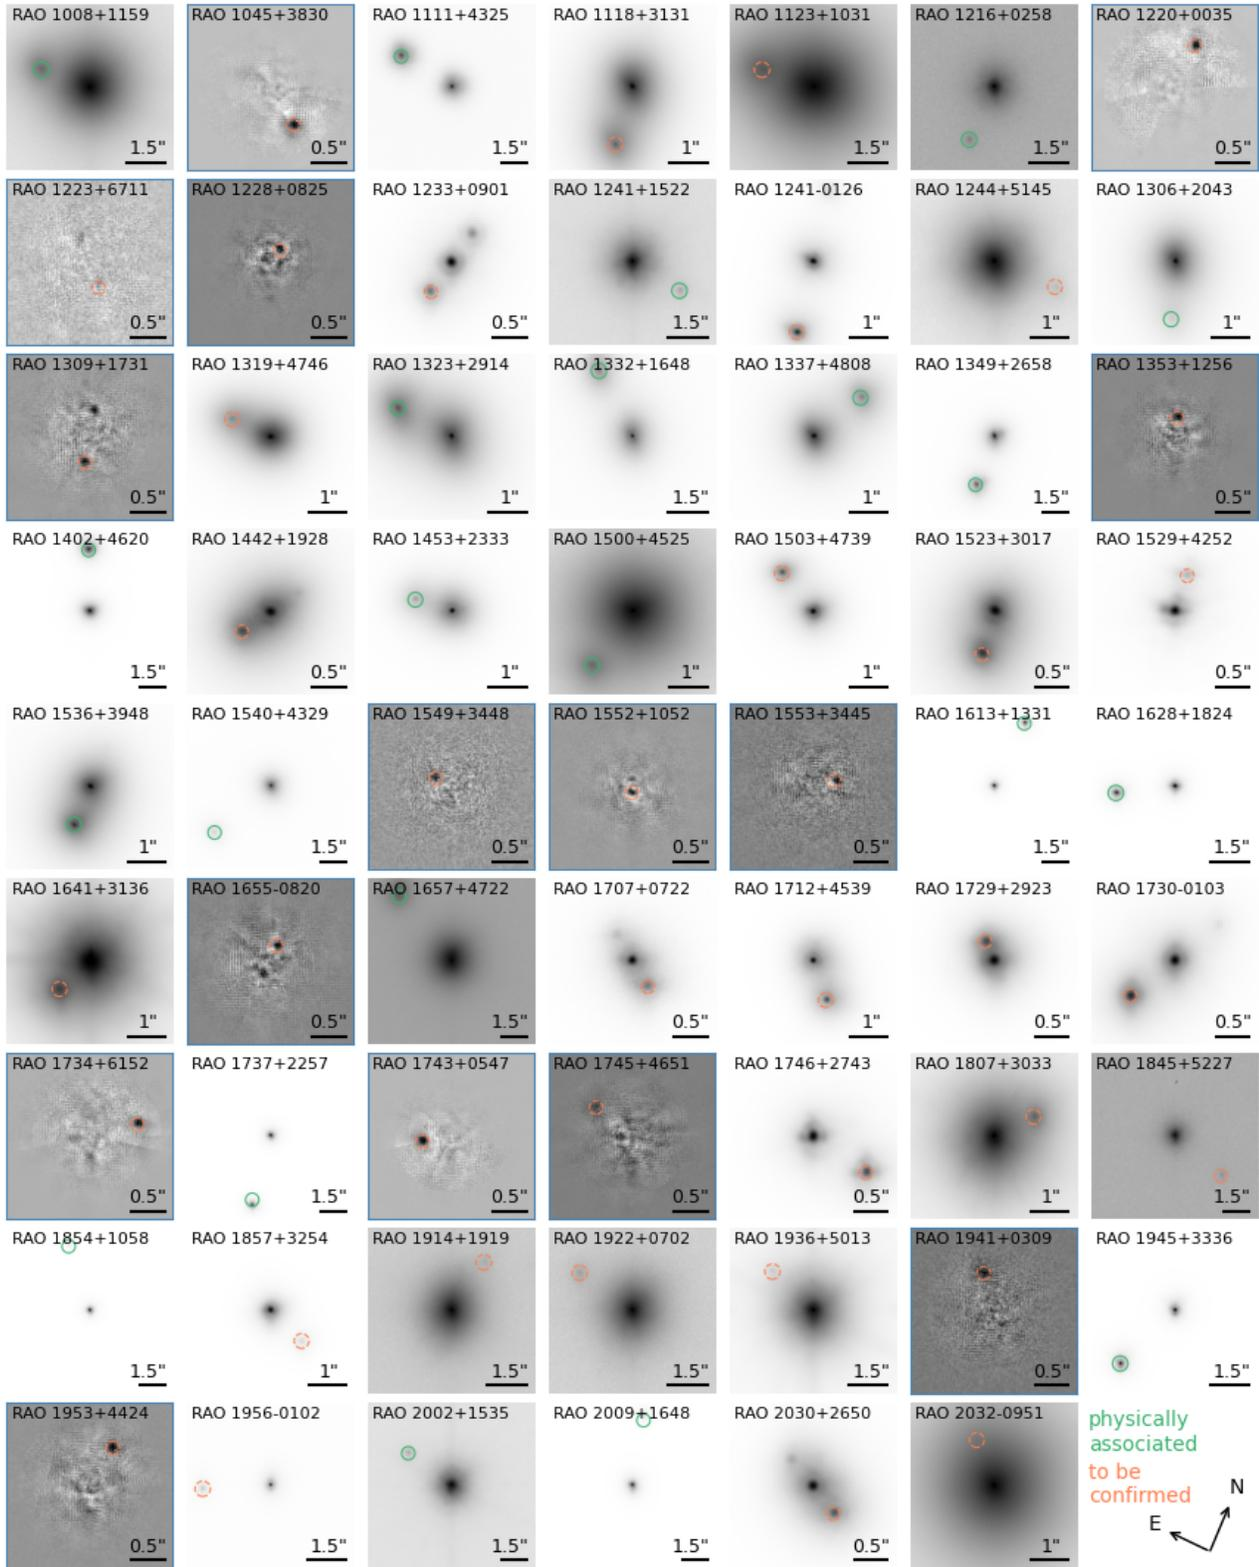 RAO 1008+1159 RAO 1045+3830 RAO 1111+4325 RAO 1118+3131 RAO 1123+1031 RAO 1216+0258 RAO 1220+0035
1.5" 0.5" 1.5" 1" 1.5" 1.5" 0.5"
RAO 1223+6711 RAO 1228+0825 RAO 1233+0901 RAO 1241+1522 RAO 1241-0126 RAO 1244+5145 RAO 1306+2043
0.5" 0.5" 0.5" 1.5" 1" 1" 1"
RAO 1309+1731 RAO 1319+4746 RAO 1323+2914 RAO 1332+1648 RAO 1337+4808 RAO 1349+2658 RAO 1353+1256
0.5" 1" 1" 1.5" 1" 1.5" 0.5"
RAO 1402+4620 RAO 1442+1928 RAO 1453+2333 RAO 1500+4525 RAO 1503+4739 RAO 1523+3017 RAO 1529+4252
1.5" 0.5" 1" 1" 1" 0.5" 0.5"
RAO 1536+3948 RAO 1540+4329 RAO 1549+3448 RAO 1552+1052 RAO 1553+3445 RAO 1613+1331 RAO 1628+1824
1" 1.5" 0.5" 0.5" 0.5" 1.5" 1.5"
RAO 1641+3136 RAO 1655-0820 RAO 1657+4722 RAO 1707+0722 RAO 1712+4539 RAO 1729+2923 RAO 1730-0103
1" 0.5" 1.5" 0.5" 1" 0.5" 0.5"
RAO 1734+6152 RAO 1737+2257 RAO 1743+0547 RAO 1745+4651 RAO 1746+2743 RAO 1807+3033 RAO 1845+5227
0.5" 1.5" 0.5" 0.5" 0.5" 1" 1.5"
RAO 1854+1058 RAO 1857+3254 RAO 1914+1919 RAO 1922+0702 RAO 1936+5013 RAO 1941+0309 RAO 1945+3336
1.5" 1" 1.5" 1.5" 1.5" 0.5" 1.5"
RAO 1953+4424 RAO 1956-0102 RAO 2002+1535 RAO 2009+1648 RAO 2030+2650 RAO 2032-0951
0.5" 1.5" 1.5" 1.5" 0.5" 1"
physically
associated
to be
confirmed
N
E